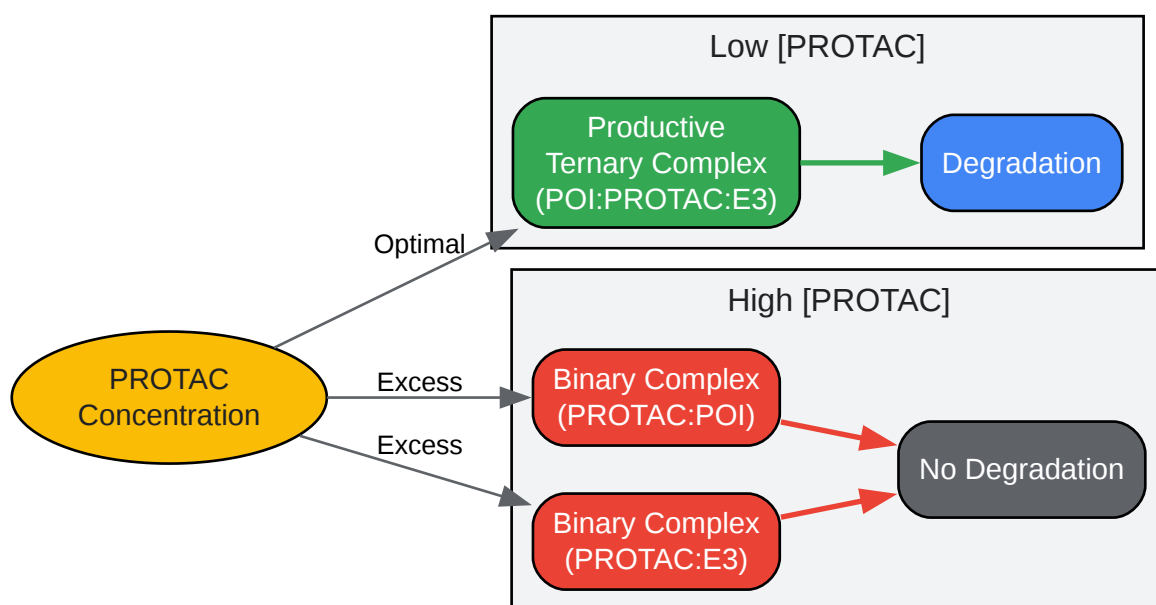 Low [PROTAC]
Productive
Ternary Complex
(POI:PROTAC:E3)
Degradation
Optimal
High [PROTAC]
PROTAC
Concentration
Excess
Binary Complex
(PROTAC:POI)
Excess
No Degradation
Binary Complex
(PROTAC:E3)